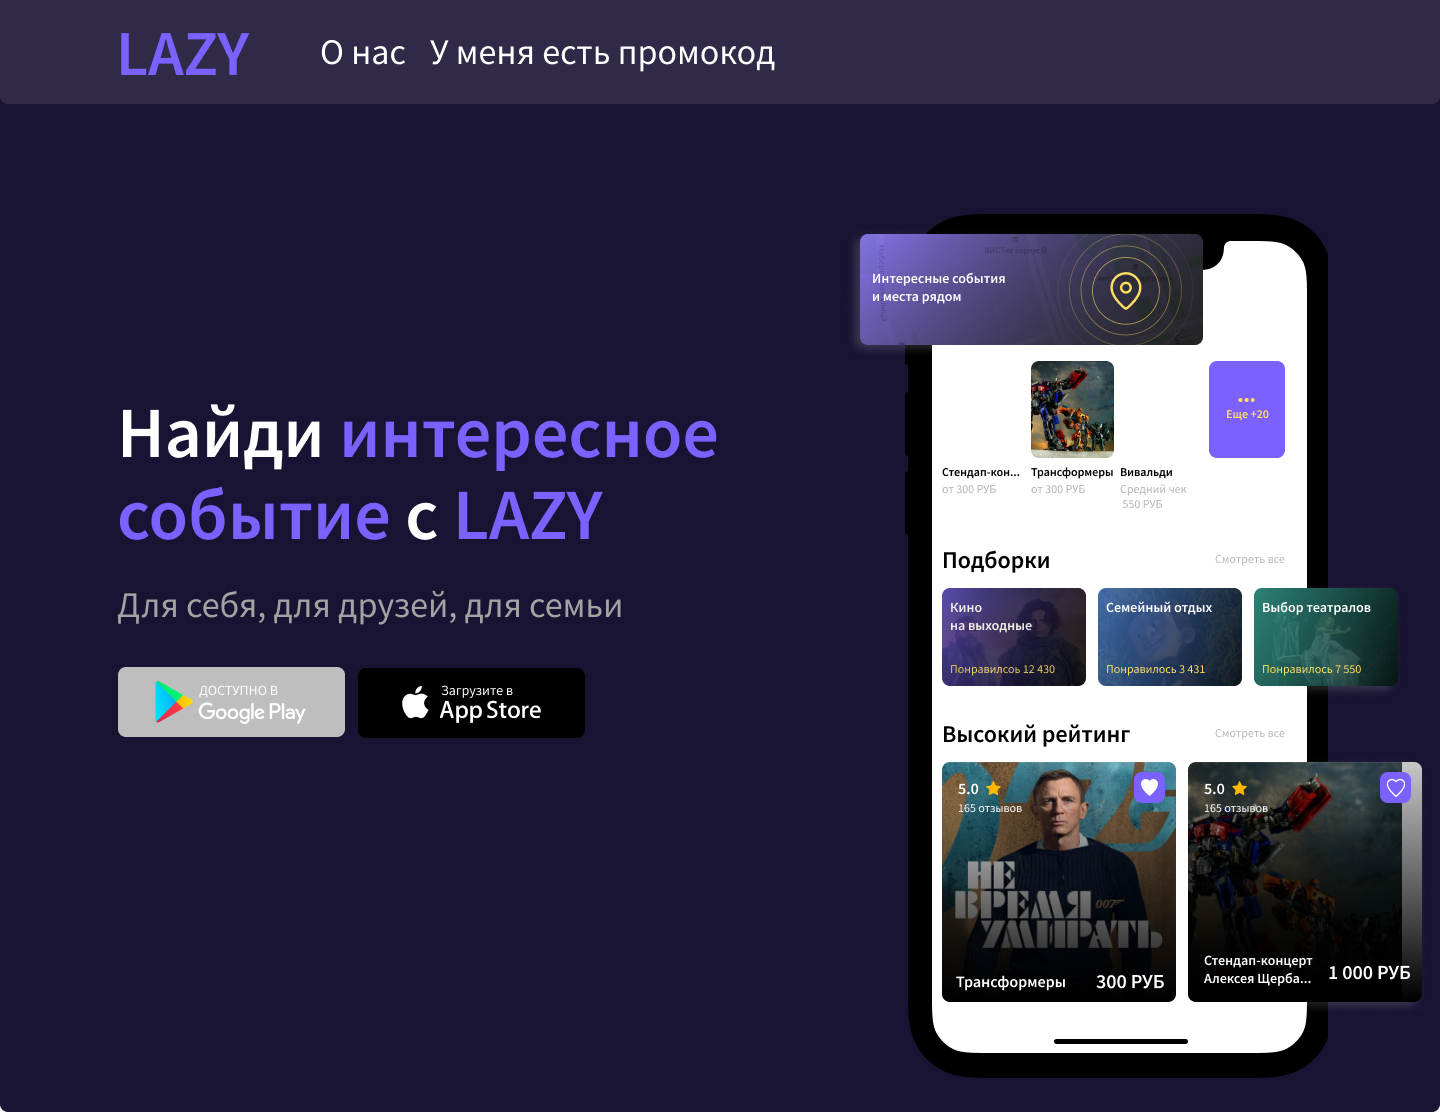 LAZY
О нас
У меня есть промокод
Найди интересное
событие с LAZY
Для себя, для друзей, для семьи
ДОСТУПНО В
Google Play
Загрузите в
App Store
Интересные события
и места рядом
Еще +20
Стендап-кон...
от 300 РУБ
Трансформеры
от 300 РУБ
Вивальди
Средний чек
550 РУБ
Подборки
Смотреть все
Кино
на выходные
Понравилсоь 12 430
Семейный отдых
Понравилось 3 431
Выбор театралов
Понравилось 7 550
Высокий рейтинг
Смотреть все
5.0
165 отзывов
НЕ
ВРЕМЯ
007
УМИРАТЬ
Трансформеры
300 РУБ
5.0
165 отзывов
Стендап-концерт
Алексея Щерба...
1 000 РУБ